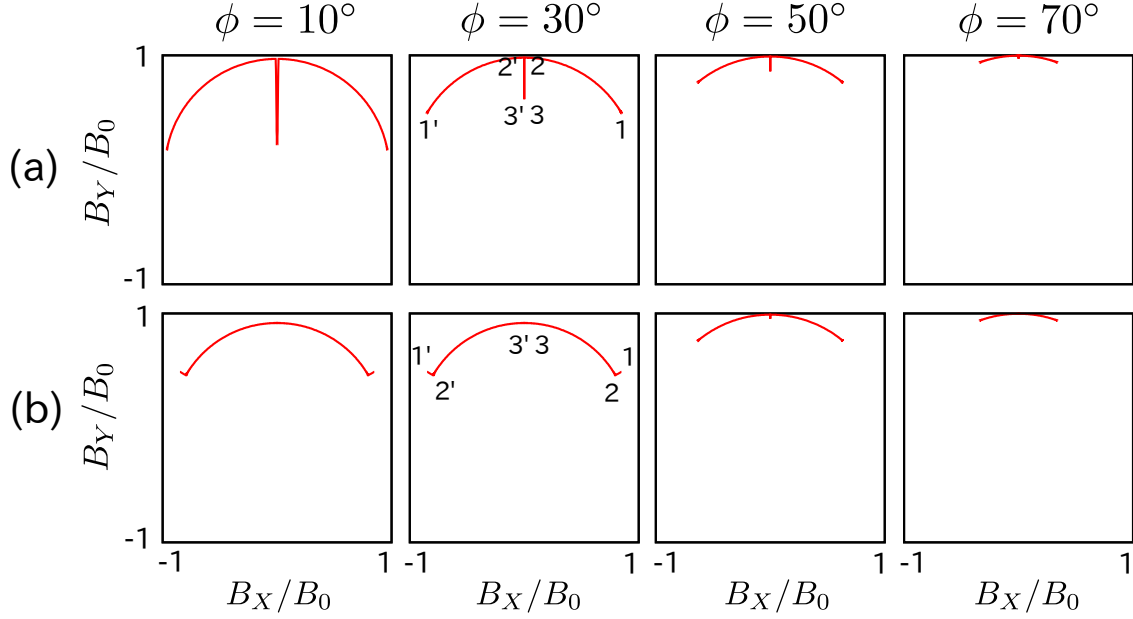 ϕ = 10° ϕ = 30° ϕ = 50° ϕ = 70°
(a)
B_Y/B_0
1
-1
2' 2
1' 3' 3 1
(b)
B_Y/B_0
1
-1
1' 3' 3 1
2' 2
-1 1 -1 1 -1 1 -1 1
B_X/B_0 B_X/B_0 B_X/B_0 B_X/B_0